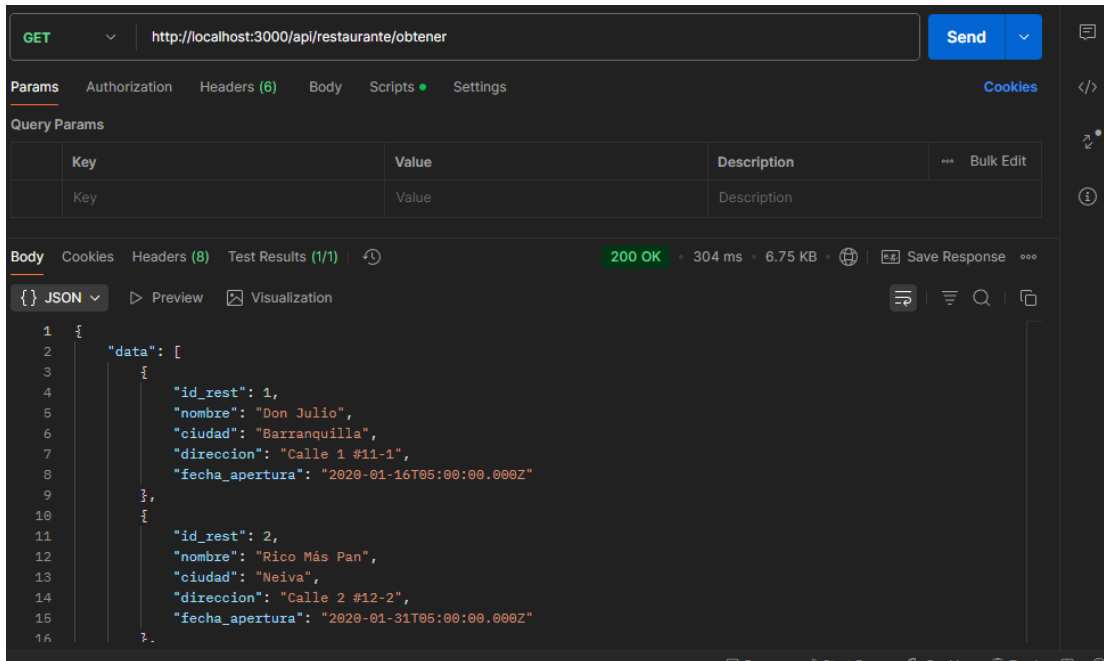 GET http://localhost:3000/api/restaurante/obtener Send
Params Authorization Headers (6) Body Scripts Settings Cookies
Query Params
Key Value Description Bulk Edit
Key Value Description
Body Cookies Headers (8) Test Results (1/1) 200 OK 304 ms 6.75 KB e.g. Save Response
{} JSON Preview Visualization
1 {
2 "data": [
3 {
4 "id_rest": 1,
5 "nombre": "Don Julio",
6 "ciudad": "Barranquilla",
7 "direccion": "Calle 1 #11-1",
8 "fecha_apertura": "2020-01-16T05:00:00.000Z"
9 },
10 {
11 "id_rest": 2,
12 "nombre": "Rico Más Pan",
13 "ciudad": "Neiva",
14 "direccion": "Calle 2 #12-2",
15 "fecha_apertura": "2020-01-31T05:00:00.000Z"
16 },